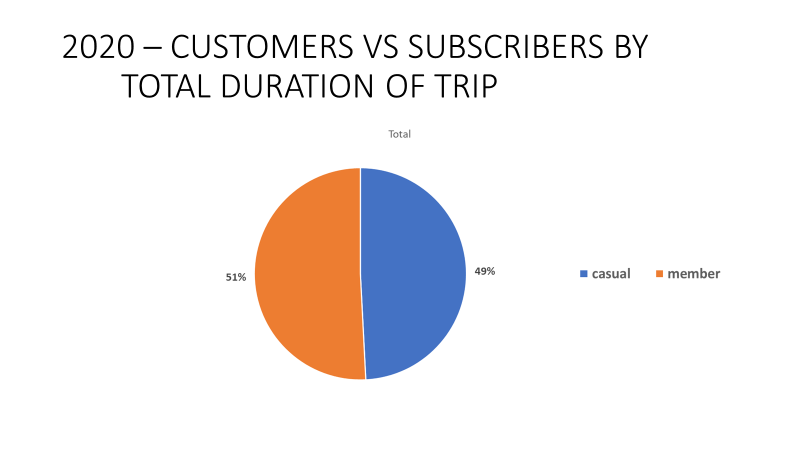 2020 – CUSTOMERS VS SUBSCRIBERS BY
TOTAL DURATION OF TRIP
Total
51%
49%
casual
member